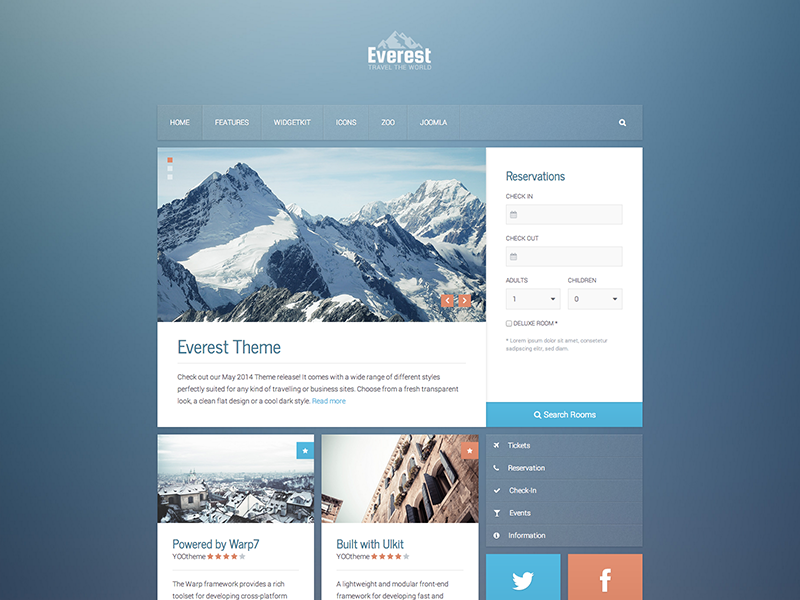 Everest
TRAVEL THE WORLD
HOME FEATURES WIDGETKIT ICONS ZOO JOOMLA
Reservations
CHECK IN
CHECK OUT
ADULTS CHILDREN
1 0
DELUXE ROOM *
* Lorem ipsum dolor sit amet, consetetur
sadipscing elitr, sed diam.
Search Rooms
Everest Theme
Check out our May 2014 Theme release! It comes with a wide range of different styles
perfectly suited for any kind of traveling or business sites. Choose from a fresh transparent
look, a clean flat design or a cool dark style. Read more
Powered by Warp7
YOOtheme
The Warp framework provides a rich
toolset for developing cross-platform
Built with UIkit
YOOtheme
A lightweight and modular front-end
framework for developing fast and
Tickets
Reservation
Check-In
Events
Information